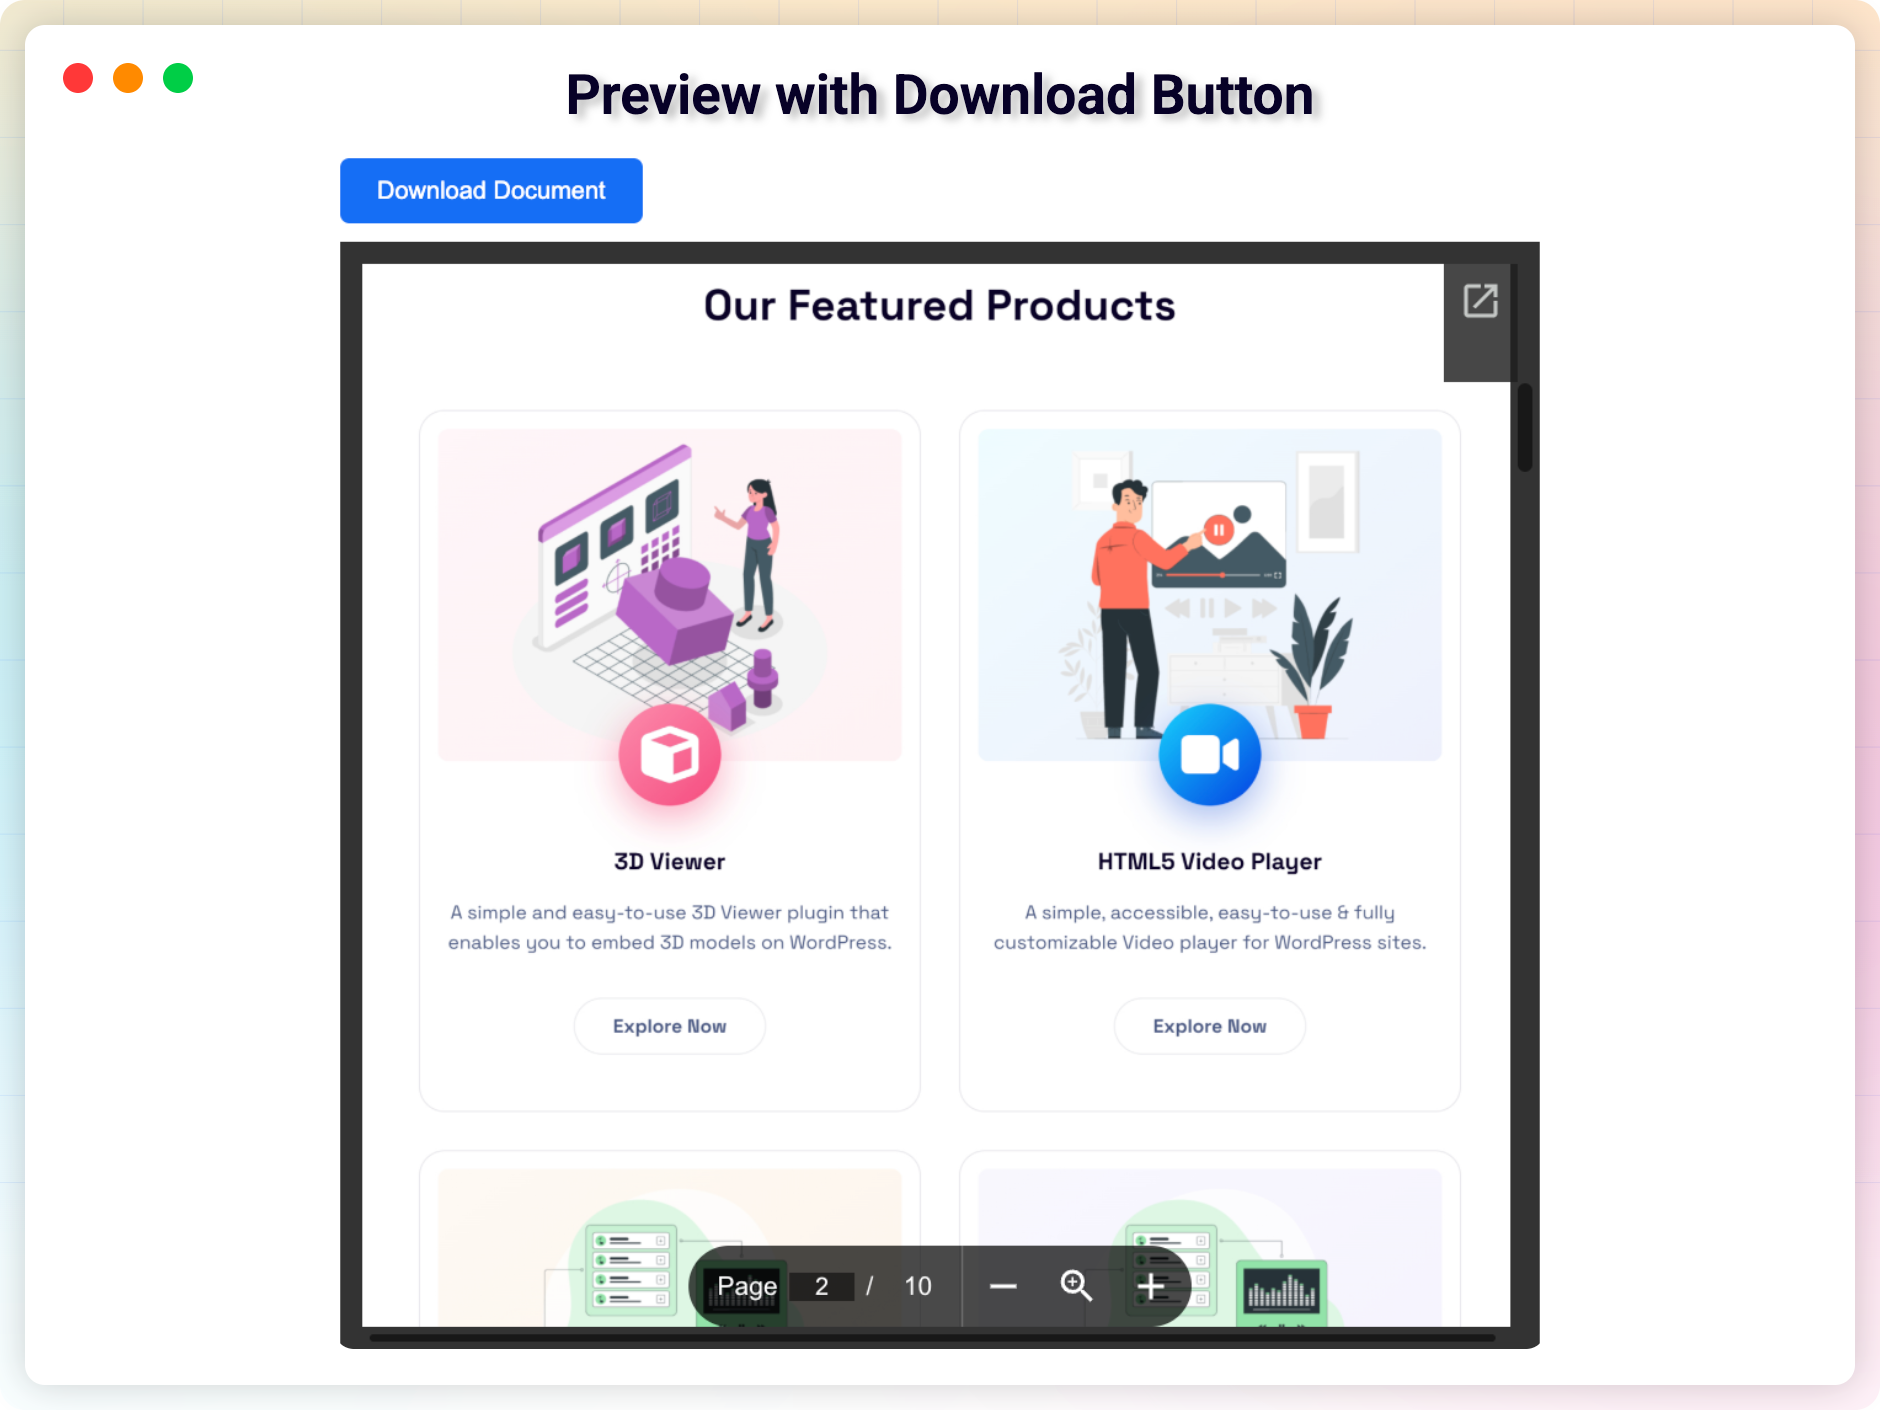 Preview with Download Button
Download Document
Our Featured Products
3D Viewer
A simple and easy-to-use 3D Viewer plugin that
enables you to embed 3D models on WordPress.
Explore Now
HTML5 Video Player
A simple, accessible, easy-to-use & fully
customizable Video player for WordPress sites.
Explore Now
Page 2 / 10